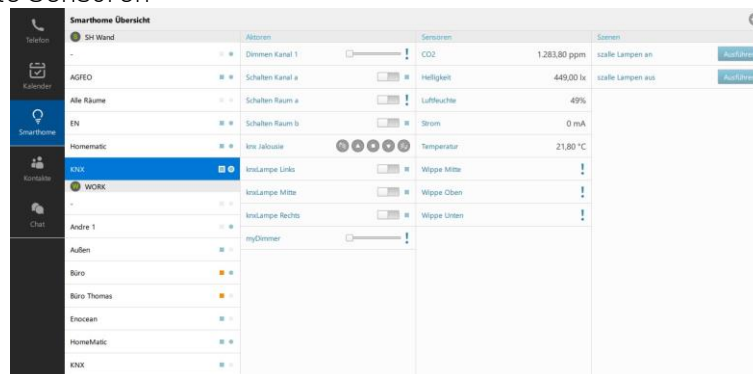 Smarthome Übersicht
Telefon
Kalender
Smarthome
Kontakte
Chat
SH Wand
-
AGFEO
Alle Räume
EN
Homematic
KNX
WORK
-
Andre 1
Außen
Büro
Büro Thomas
Enocean
HomeMatic
KNX
Aktoren
Dimmen Kanal 1
Schalten Kanal a
Schalten Raum a
Schalten Raum b
knx Jalousie
knxLampe Links
knxLampe Mitte
knxLampe Rechts
myDimmer
Sensoren
CO2 1.283,80 ppm
Helligkeit 449,00 lx
Luftfeuchte 49%
Strom 0 mA
Temperatur 21,80 °C
Wippe Mitte
Wippe Oben
Wippe Unten
Szenen
szalle Lampen an
szalle Lampen aus